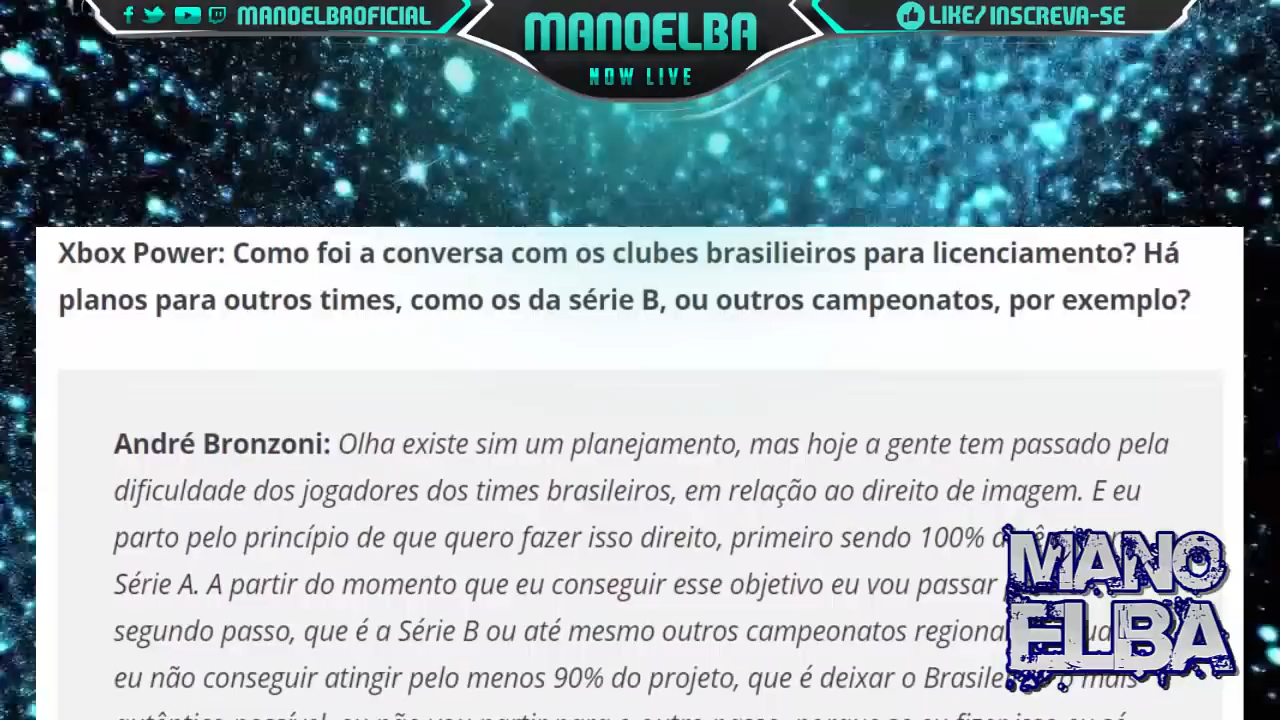 MANOELBAOFICIAL
MANOELBA
NOW LIVE
LIKE/INSCREVA-SE
Xbox Power: Como foi a conversa com os clubes brasilieiros para licenciamento? Há
planos para outros times, como os da série B, ou outros campeonatos, por exemplo?
André Bronzoni: Olha existe sim um planejamento, mas hoje a gente tem passado pela
dificuldade dos jogadores dos times brasileiros, em relação ao direito de imagem. E eu
parto pelo princípio de que quero fazer isso direito, primeiro sendo 100%
Série A. A partir do momento que eu conseguir esse objetivo eu vou passar
segundo passo, que é a Série B ou até mesmo outros campeonatos
eu não conseguir atingir pelo menos 90% do projeto, que é deixar o mais
MANO
ELBA